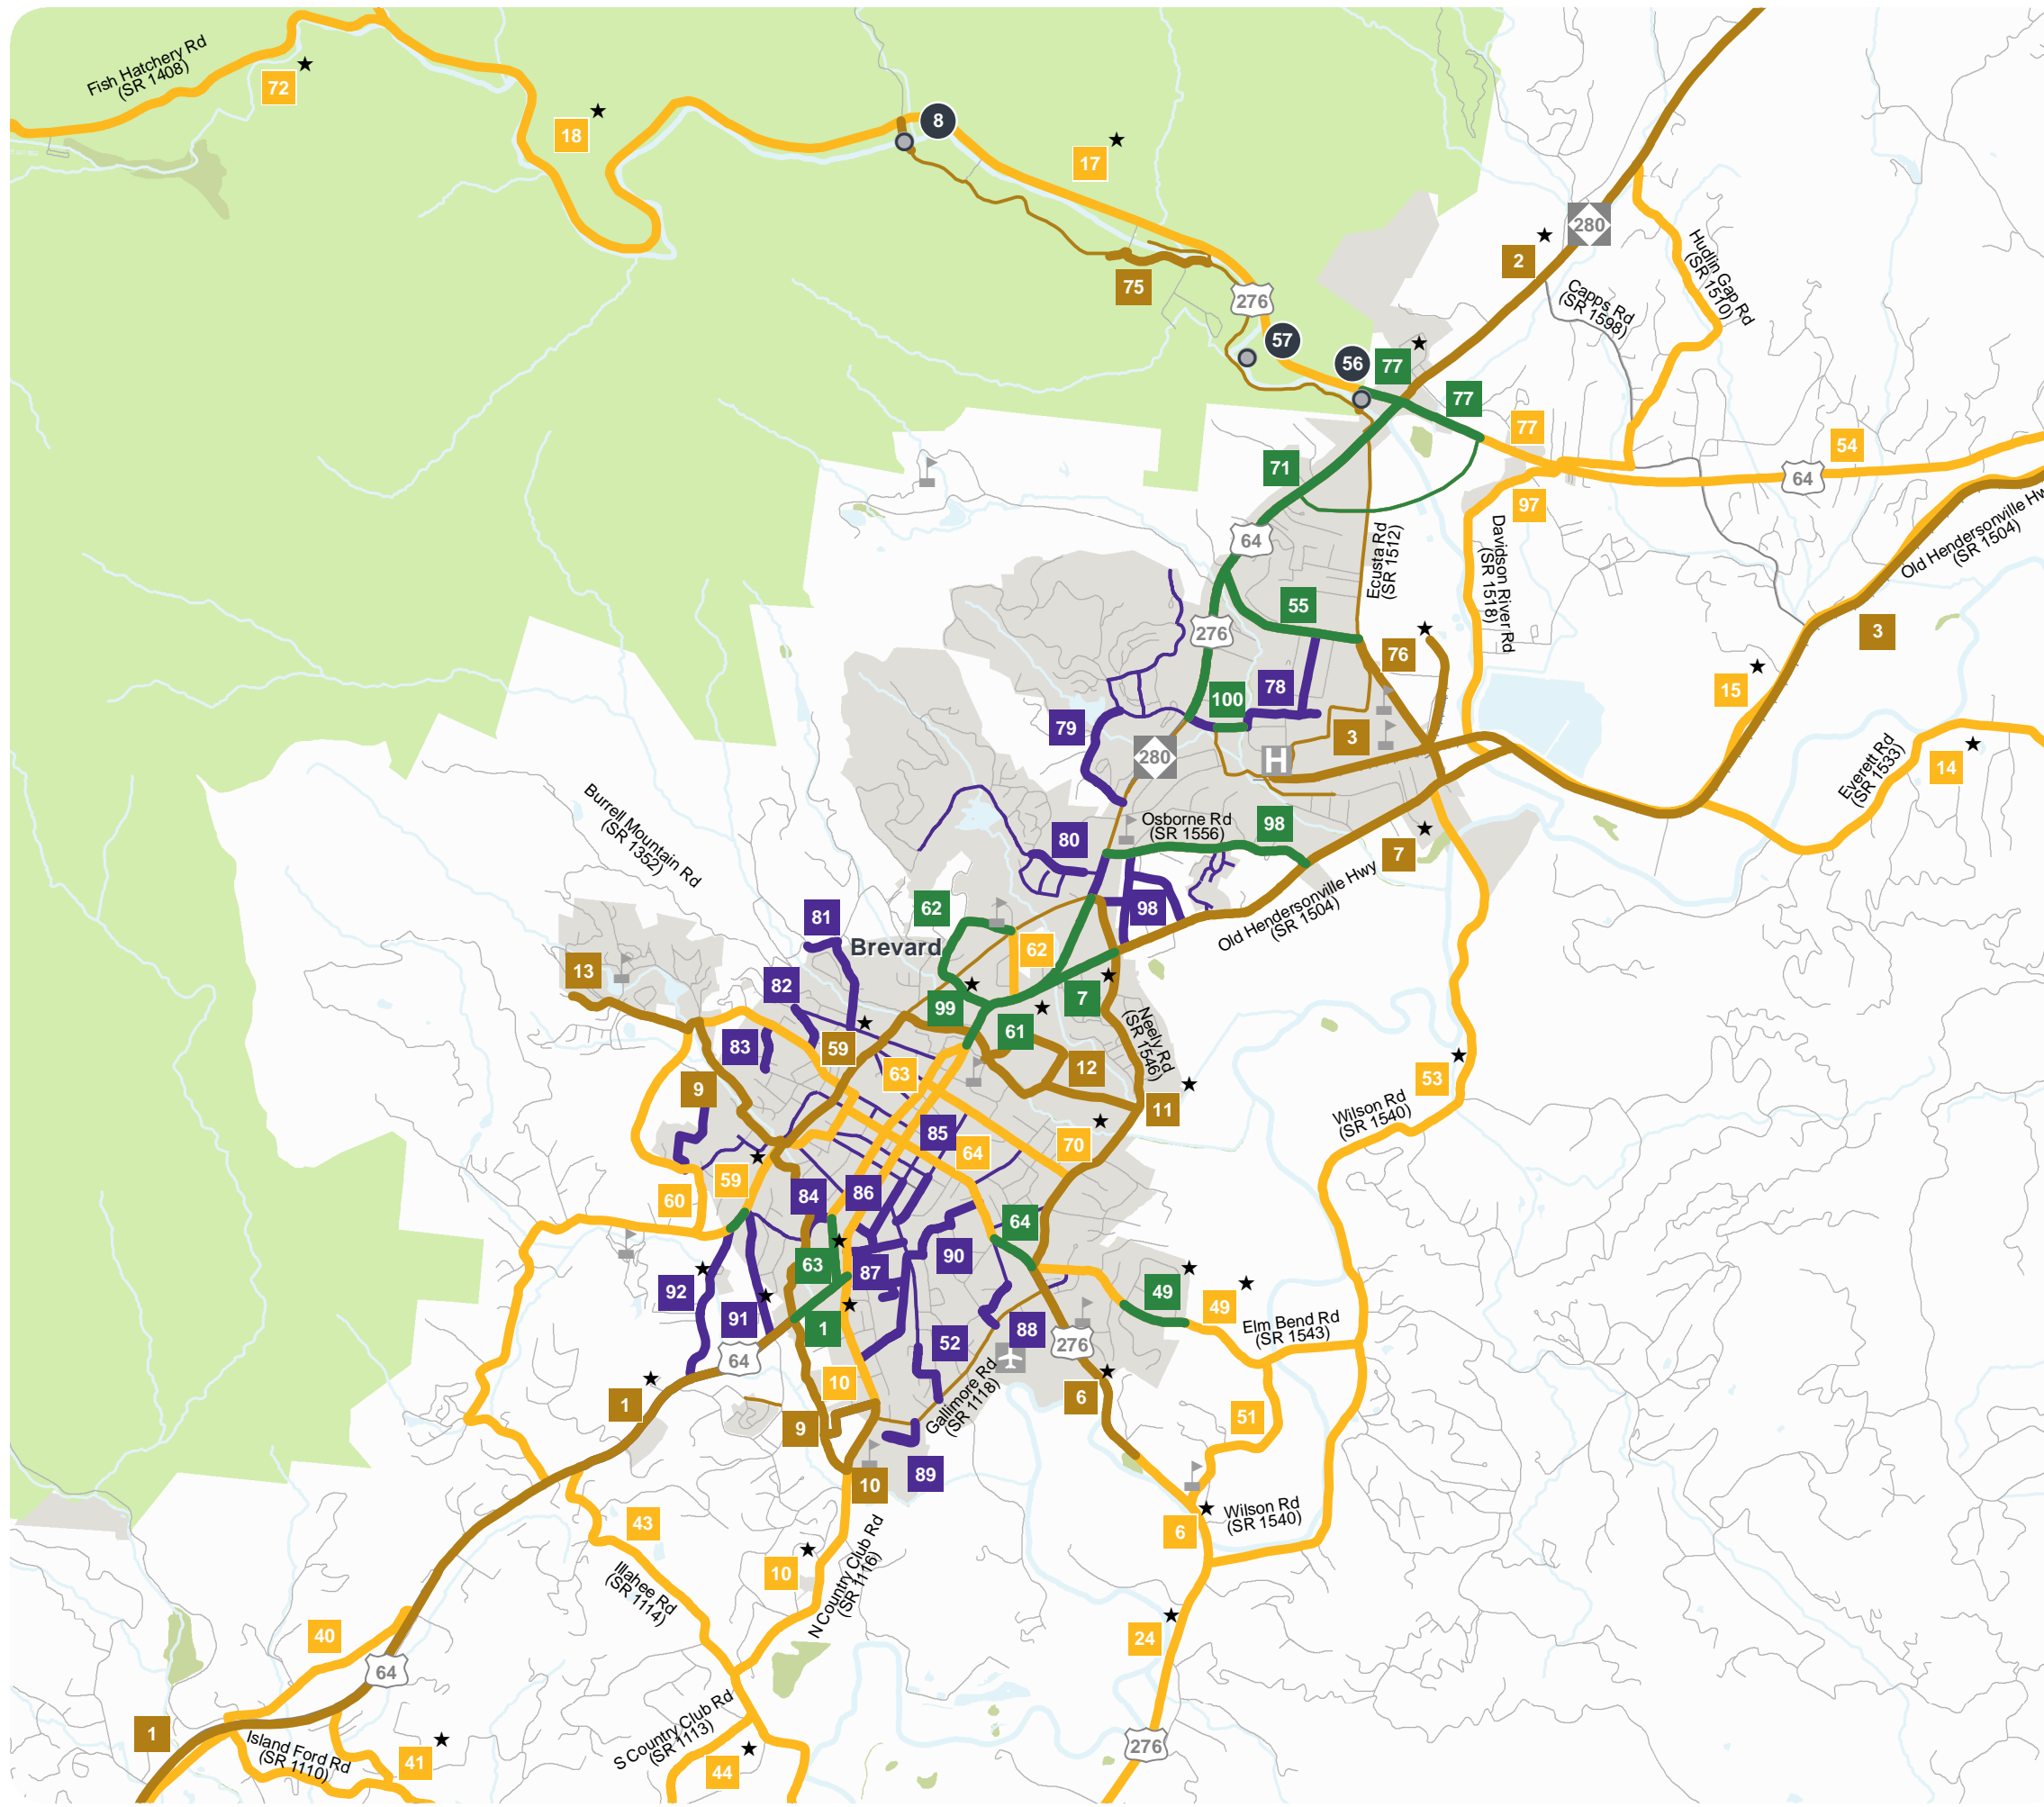 Fish Hatchery Rd
(SR 1408)
72
18
8
17
280
2
Hudlin Gap Rd
(SR 1510)
Capps Rd
(SR 1598)
75
276
57
56
77
77
77
54
64
71
97
64
Ecusta Rd
(SR 1512)
Davidson River Rd
(SR 1518)
Old Hendersonville
(SR 1504)
3
55
276
76
15
100
78
79
3
280
Everett Rd
(SR 1533)
14
Burrell Mountain Rd
(SR 1352)
80
Osborne Rd
(SR 1556)
98
7
81
62
98
Old Hendersonville Hwy
(SR 1504)
Brevard
62
13
82
99
7
61
Neely Rd
(SR 1546)
83
59
63
12
53
9
11
Wilson Rd
(SR 1540)
85
64
70
59
60
84
86
64
63
87
90
92
91
1
49
49
Elm Bend Rd
(SR 1543)
52
88
276
64
10
Gallimore Rd
(SR 1118)
6
1
9
51
89
10
43
Wilson Rd
(SR 1540)
6
10
N Country Club Rd
(SR 1116)
Illahee Rd
(SR 1114)
40
24
64
S Country Club Rd
(SR 1113)
1
Island Ford Rd
(SR 1110)
41
44
276